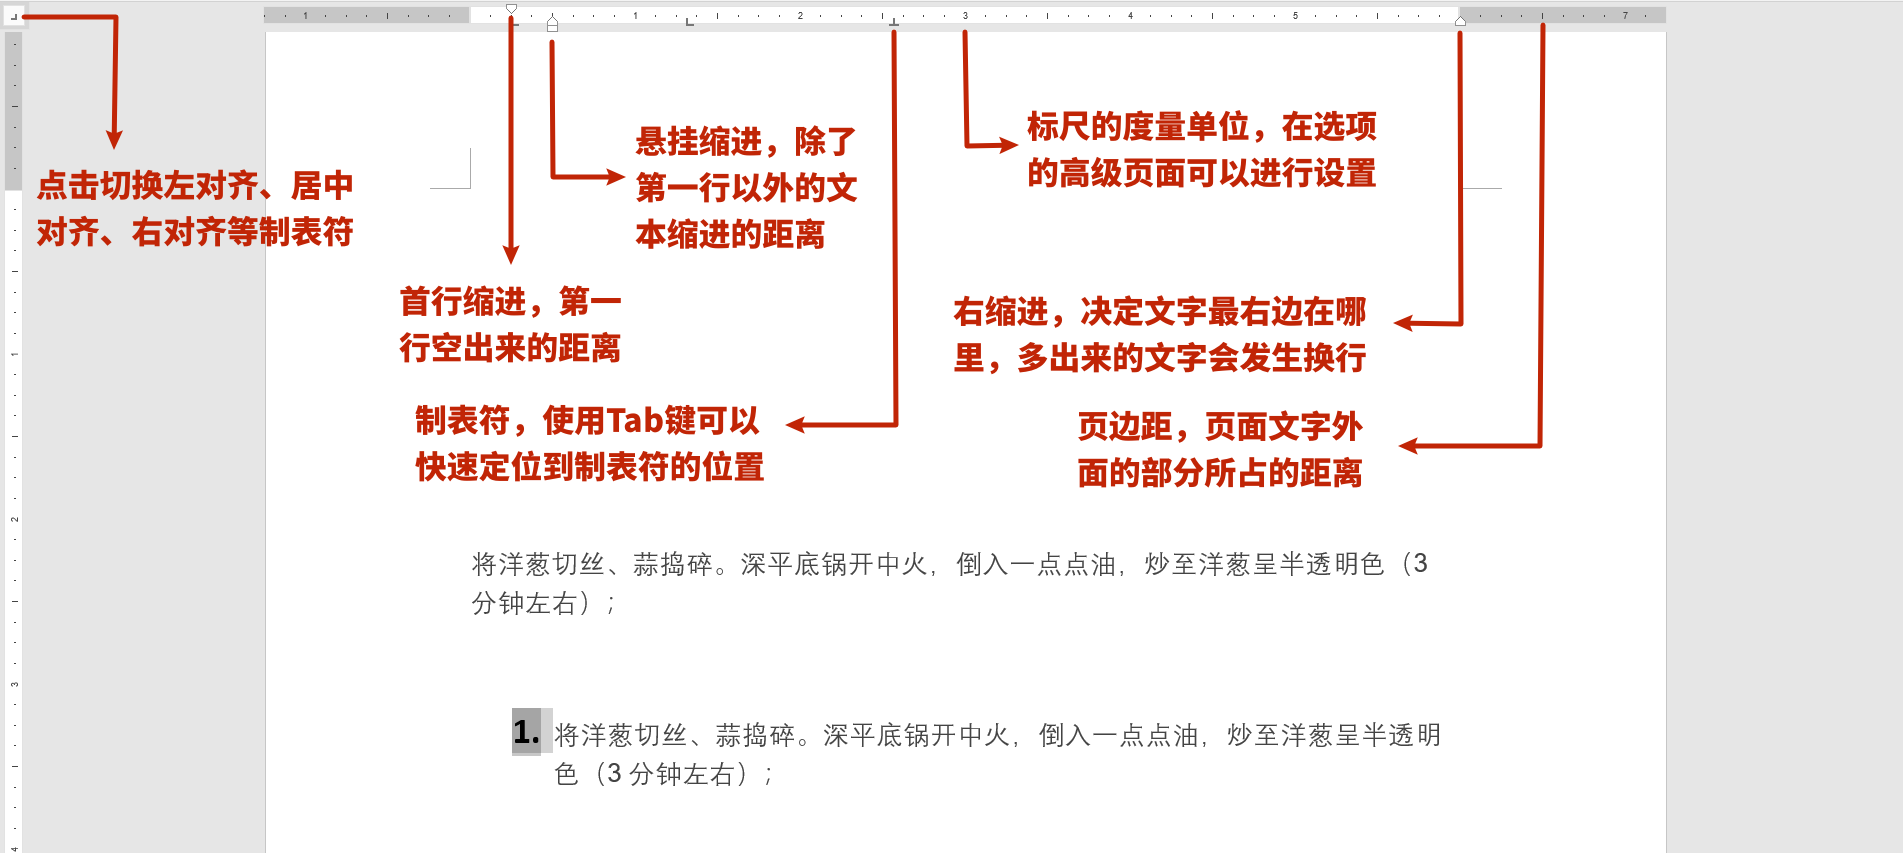 1 1 2 3 4 5 7
标尺的度量单位，在选项
的高级页面可以进行设置
悬挂缩进，除了
第一行以外的文
本缩进的距离
点击切换左对齐、居中
对齐、右对齐等制表符
首行缩进，第一
行空出来的距离
右缩进，决定文字最右边在哪
里，多出来的文字会发生换行
制表符，使用Tab键可以
快速定位到制表符的位置
页边距，页面文字外
面的部分所占的距离
将洋葱切丝、蒜捣碎。深平底锅开中火，倒入一点点油，炒至洋葱呈半透明色（3
分钟左右）；
1. 将洋葱切丝、蒜捣碎。深平底锅开中火，倒入一点点油，炒至洋葱呈半透明
色（3 分钟左右）；
1
2
3
4